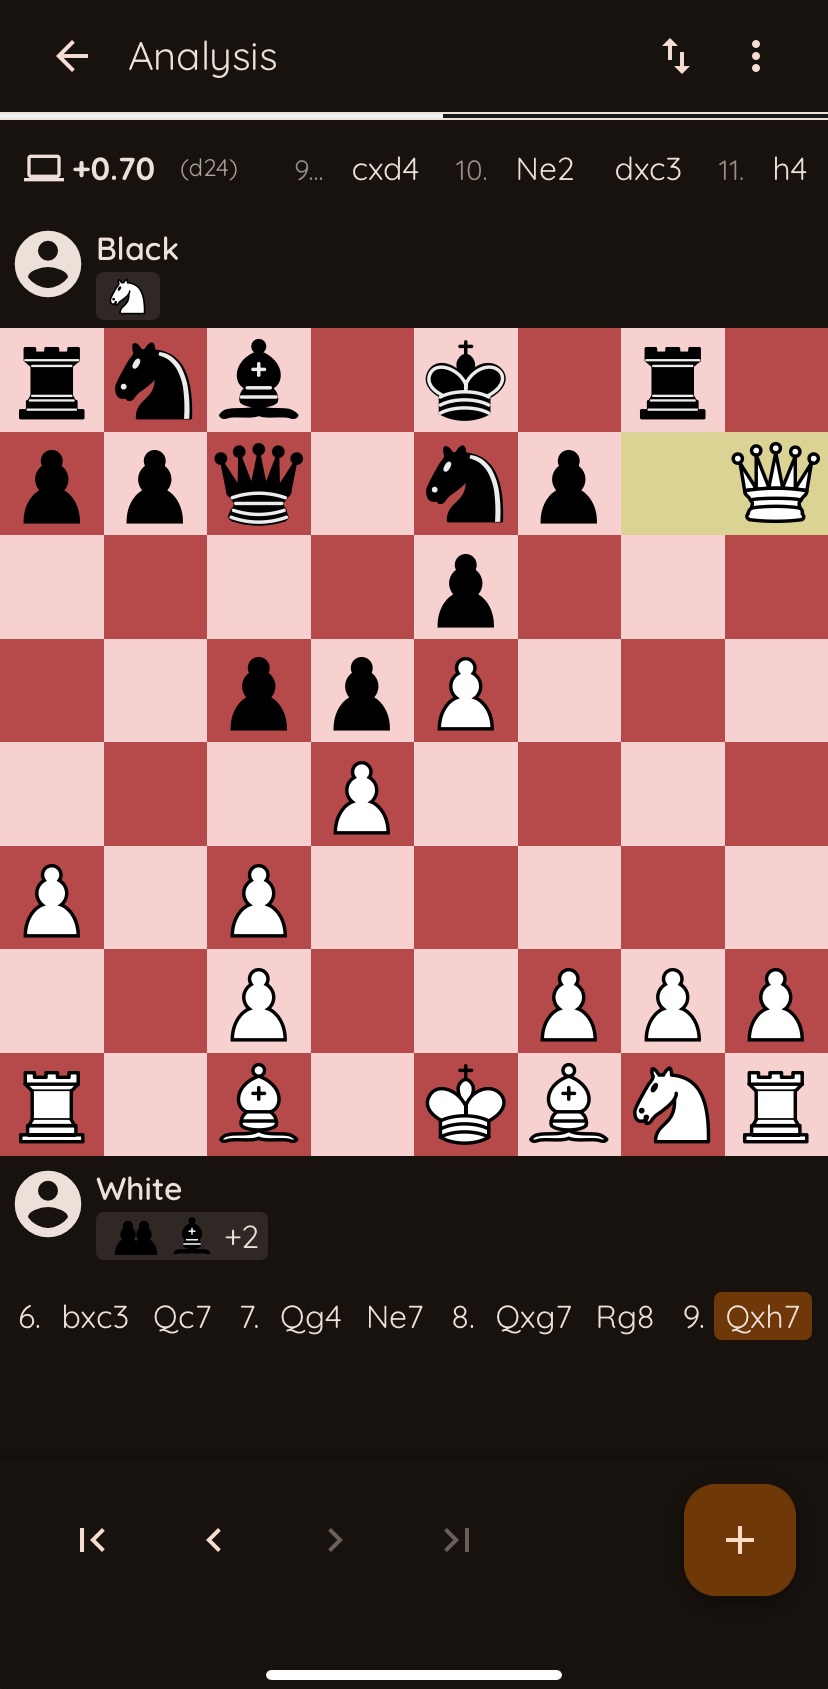 Analysis
+0.70 (d24) 9... cxd4 10. Ne2 dxc3 11. h4
Black
White
+2
6. bxc3 Qc7 7. Qg4 Ne7 8. Qxg7 Rg8 9. Qxh7